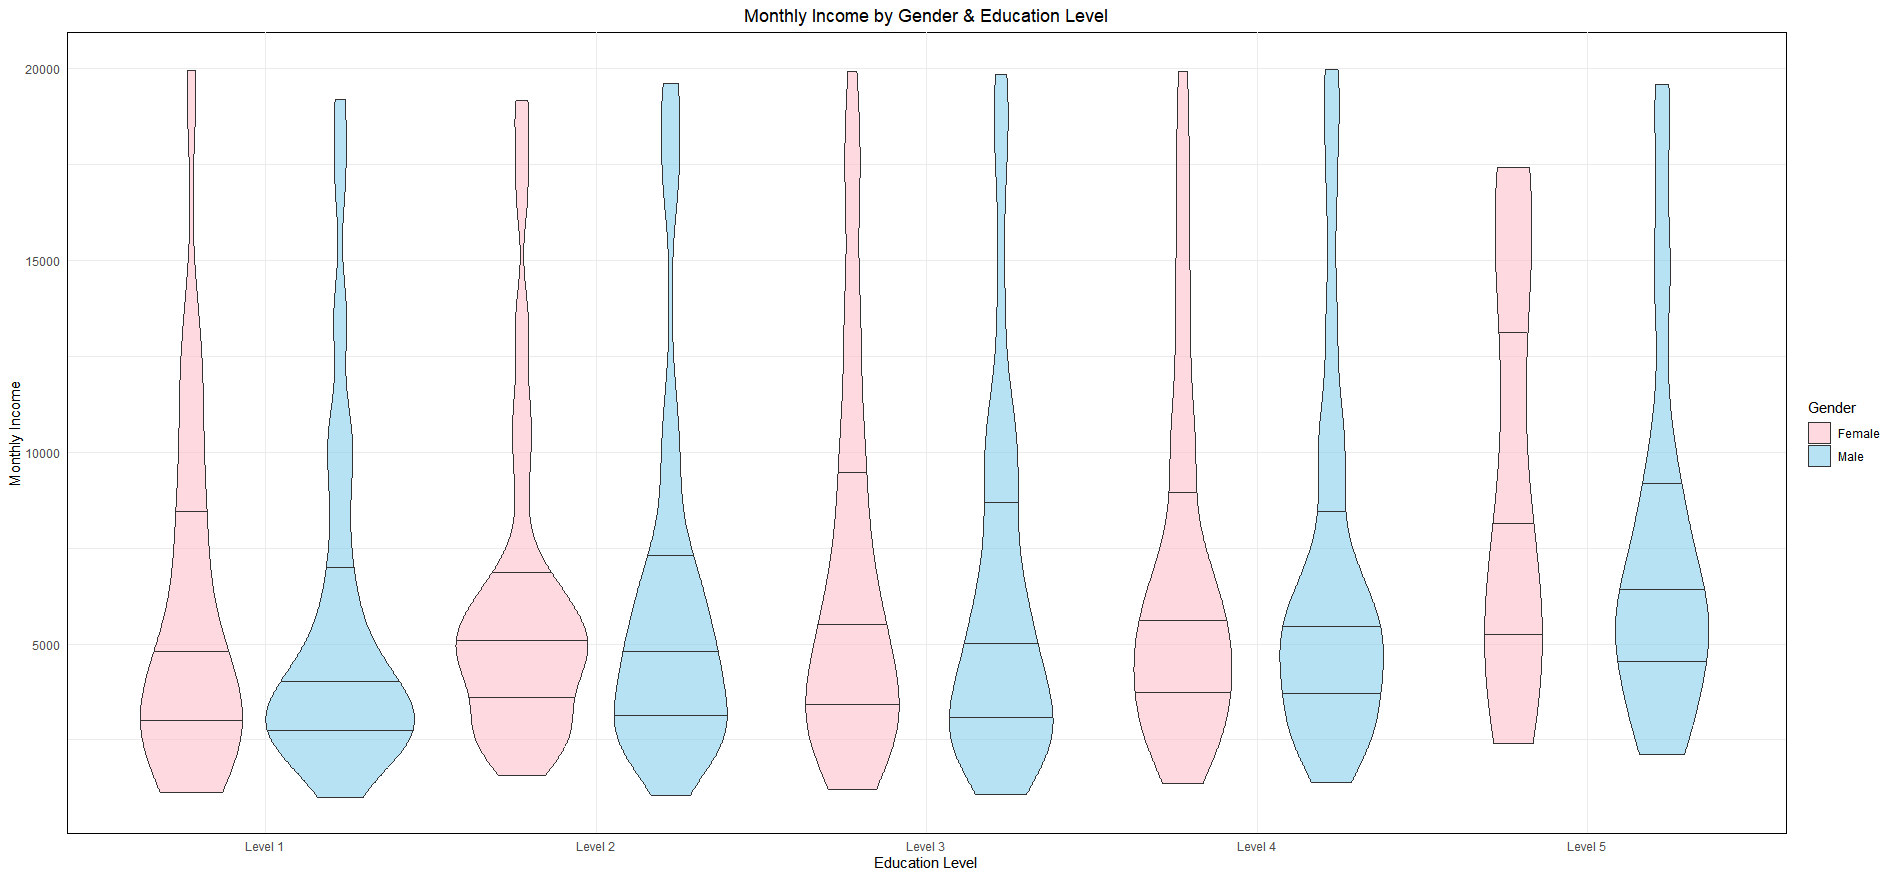 Monthly Income by Gender & Education Level
Monthly Income
20000
15000
10000
5000
Level 1
Level 2
Level 3
Level 4
Level 5
Education Level
Gender
Female
Male